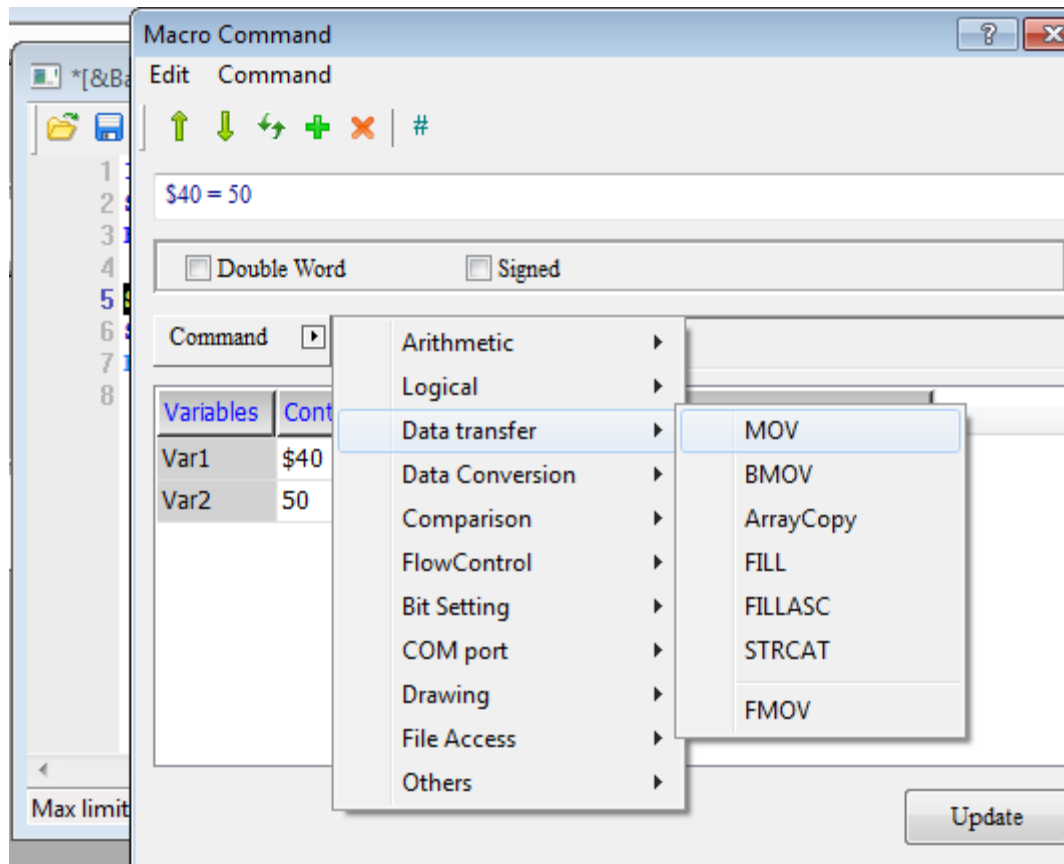 Macro Command
*[&Ba
Edit Command
#
1
2
3
4
5
6
7
8
$40 = 50
Double Word Signed
Command
Arithmetic
Logical
Data transfer
Data Conversion
Comparison
FlowControl
Bit Setting
COM port
Drawing
File Access
Others
MOV
BMOV
ArrayCopy
FILL
FILLASC
STRCAT
FMOV
Variables Cont
Var1 $40
Var2 50
Max limit
Update